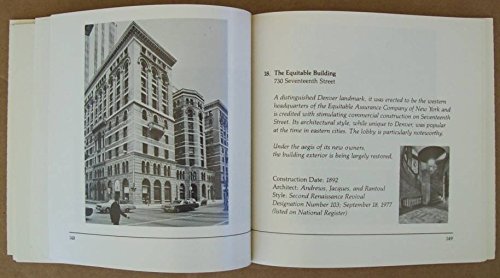 18. The Equitable Building
730 Seventeenth Street
A distinguished Denver landmark, it was erected to be the western
headquarters of the Equitable Assurance Company of New York and
is credited with stimulating commercial construction on Seventeenth
Street. Its architectural style, while unique to Denver, was popular
at the time in eastern cities. The lobby is particularly noteworthy.
Under the aegis of its new owners,
the building exterior is being largely restored.
Construction Date: 1892
Architect: Andrews, Jacques, and Rantoul
Style: Second Renaissance Revival
Designation Number 103; September 18, 1977
(listed on National Register)